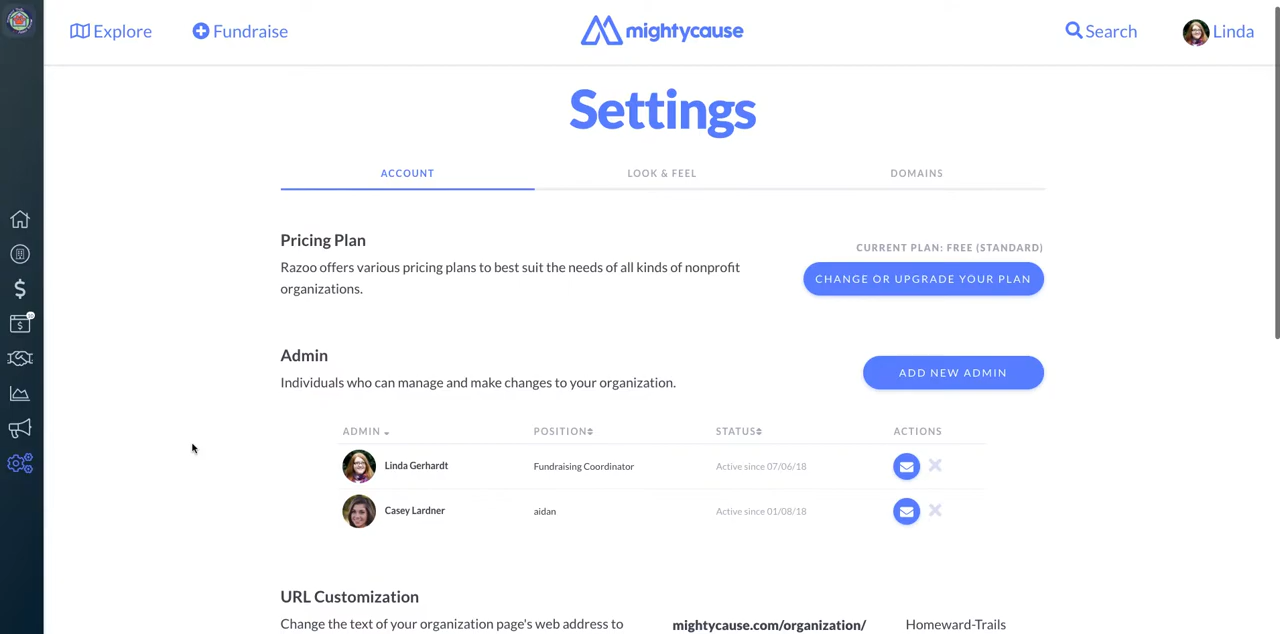 Explore
Fundraise
mightycause
Search
Linda
Settings
ACCOUNT
LOOK & FEEL
DOMAINS
Pricing Plan
CURRENT PLAN: FREE (STANDARD)
Razoo offers various pricing plans to best suit the needs of all kinds of nonprofit
organizations.
CHANGE OR UPGRADE YOUR PLAN
Admin
Individuals who can manage and make changes to your organization.
ADD NEW ADMIN
ADMIN POSITION STATUS ACTIONS
Linda Gerhardt Fundraising Coordinator Active since 07/06/18
Casey Lardner aidan Active since 01/08/18
URL Customization
Change the text of your organization page's web address to
mightycause.com/organization/ Homeward-Trails